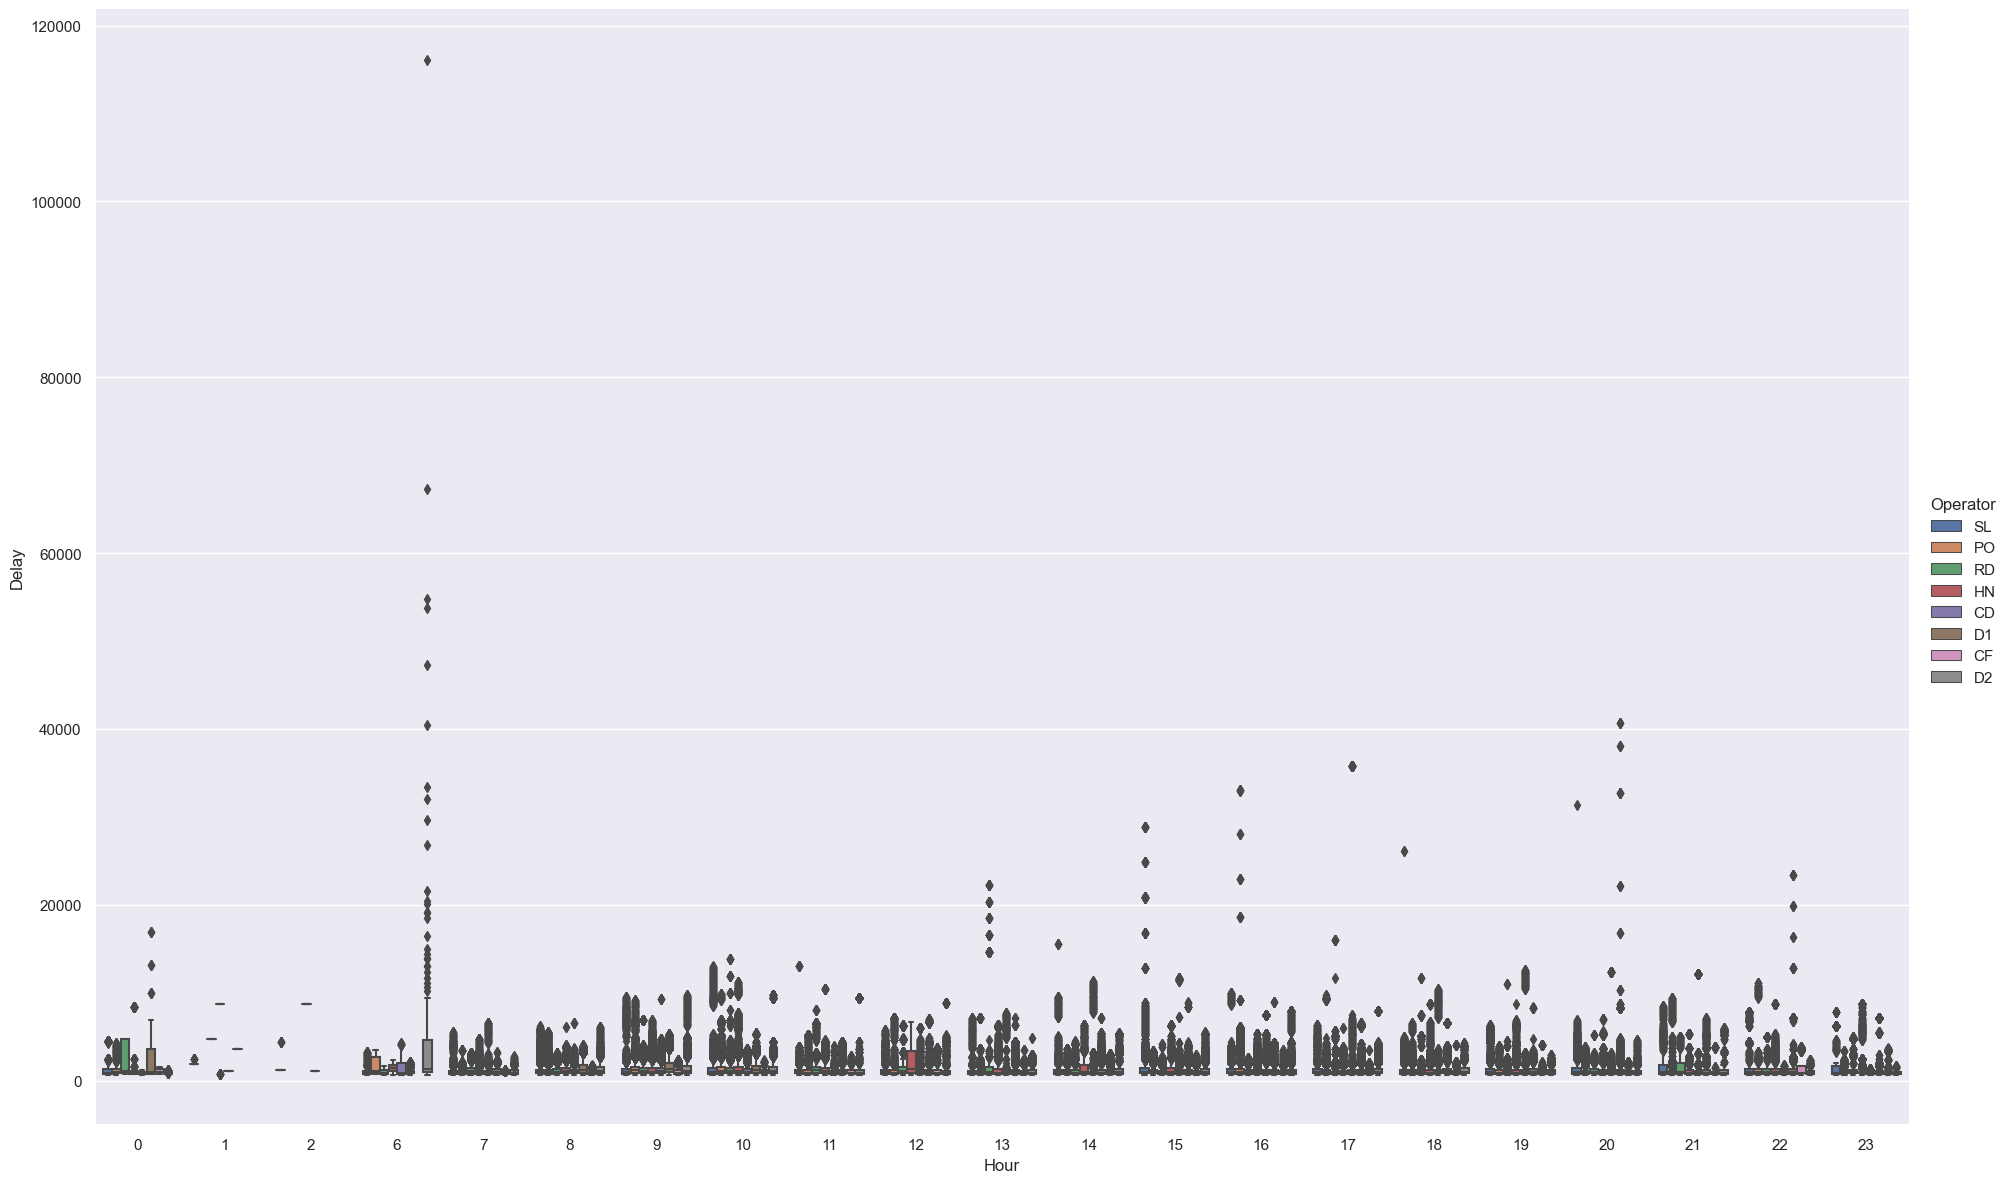 120000
100000
80000
60000
40000
20000
0
Delay
0 1 2 6 7 8 9 10 11 12 13 14 15 16 17 18 19 20 21 22 23
Hour
Operator
SL
PO
RD
HN
CD
D1
CF
D2